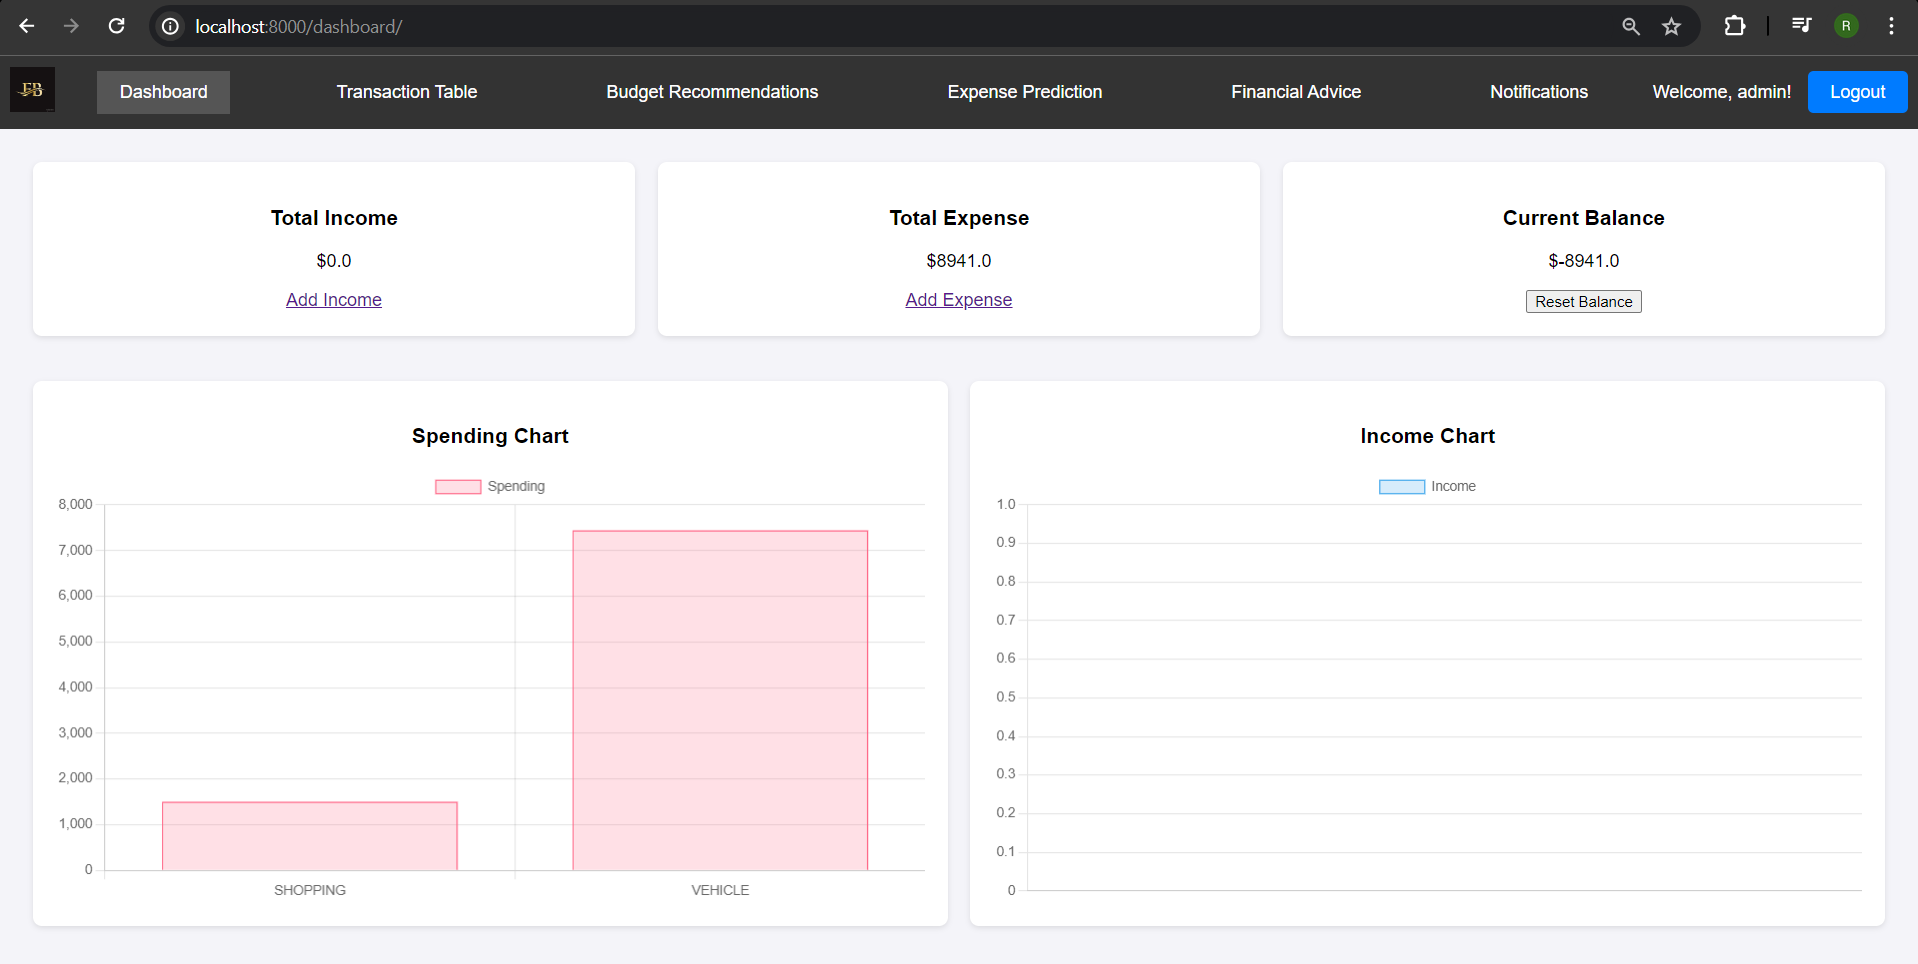 localhost:8000/dashboard/
R
EB
Dashboard
Transaction Table
Budget Recommendations
Expense Prediction
Financial Advice
Notifications
Welcome, admin!
Logout
Total Income
$0.0
Add Income
Total Expense
$8941.0
Add Expense
Current Balance
$-8941.0
Reset Balance
Spending Chart
Spending
8,000
7,000
6,000
5,000
4,000
3,000
2,000
1,000
0
SHOPPING
VEHICLE
Income Chart
Income
1.0
0.9
0.8
0.7
0.6
0.5
0.4
0.3
0.2
0.1
0